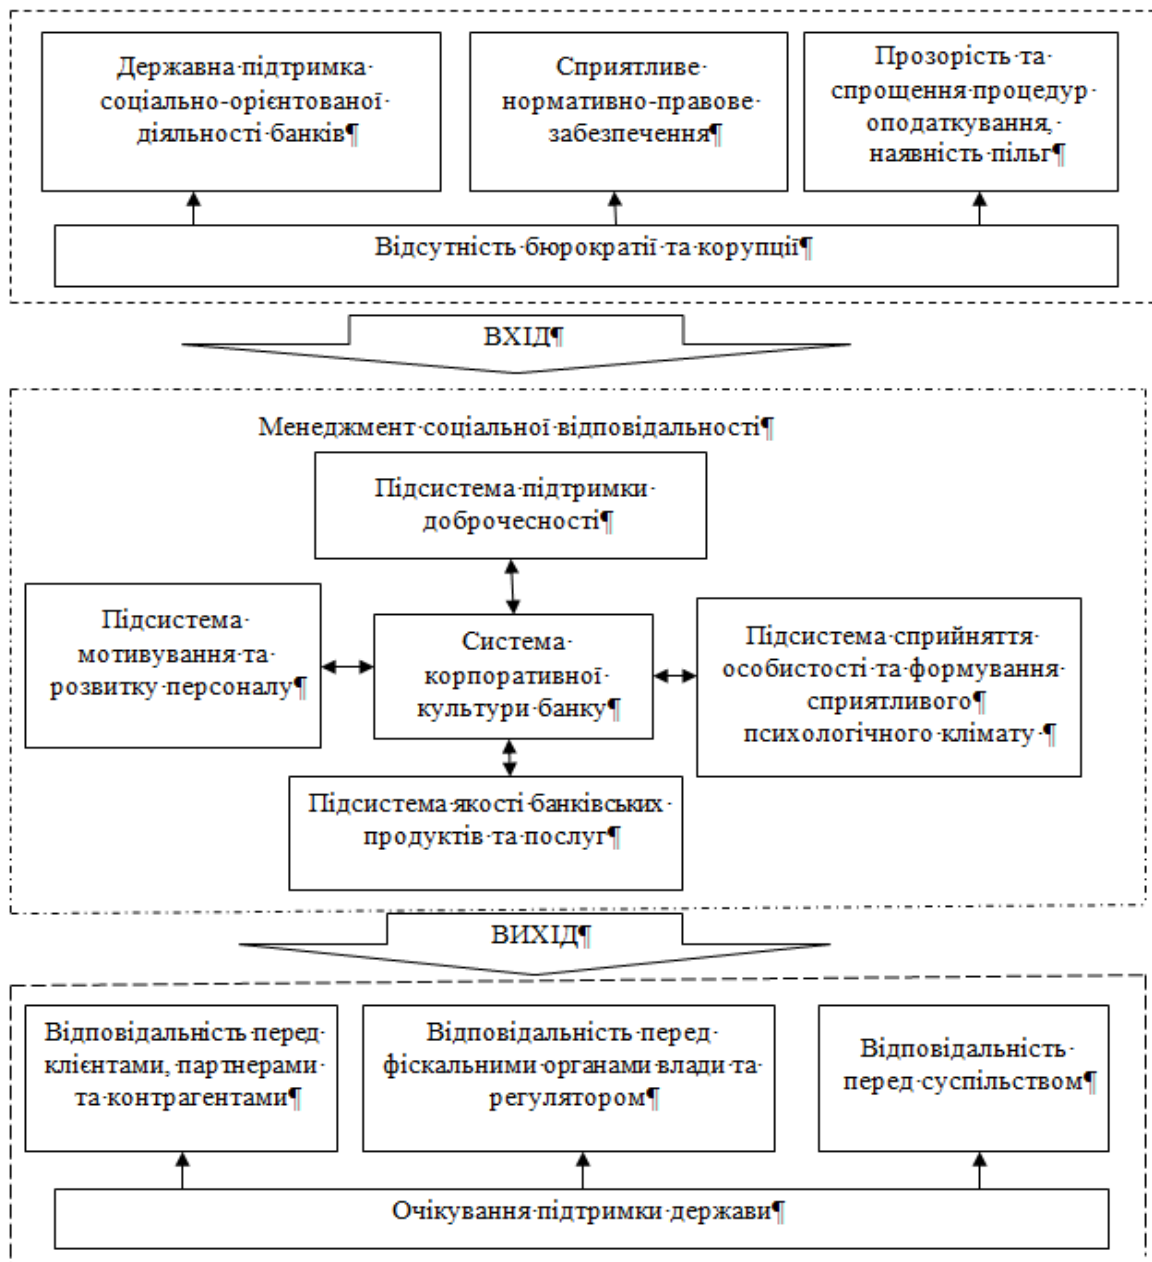 Державна·підтримка·
соціально-орієнтованої·
діяльності·банків¶
Сприятливе·
нормативно-правове·
забезпечення¶
Прозорість·та·
спрощення·процедур·
оподаткування,·
наявність·пільг¶
Відсутність·бюрократії·та·корупції¶
ВХІД¶
Менеджмент·соціальної·відповідальності¶
Підсистема·підтримки·
доброчесності¶
Підсистема·
мотивування·та·
розвитку·персоналу¶
Система·
корпоративної·
культури·банку¶
Підсистема·сприйняття·
особистості·та·формування·
сприятливого¶
психологічного·клімату·¶
Підсистема·якості·банківських·
продуктів·та·послуг¶
ВИХІД¶
Відповідальність·перед·
клієнтами,·партнерами·
та·контрагентами¶
Відповідальність·перед·
фіскальними·органами·влади·та·
регулятором¶
Відповідальність·
перед·суспільством¶
Очікування·підтримки·держави¶